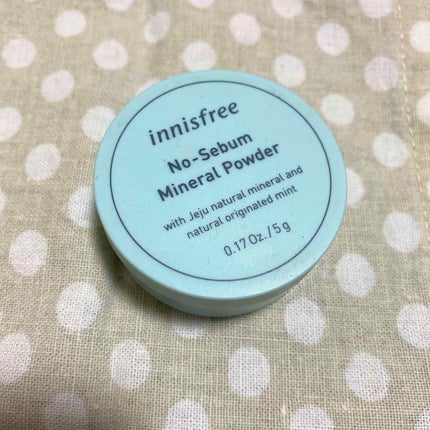 innisfree
No-Sebum
Mineral Powder
with Jeju natural mineral and
natural originated mint
0.17 Oz./5 g